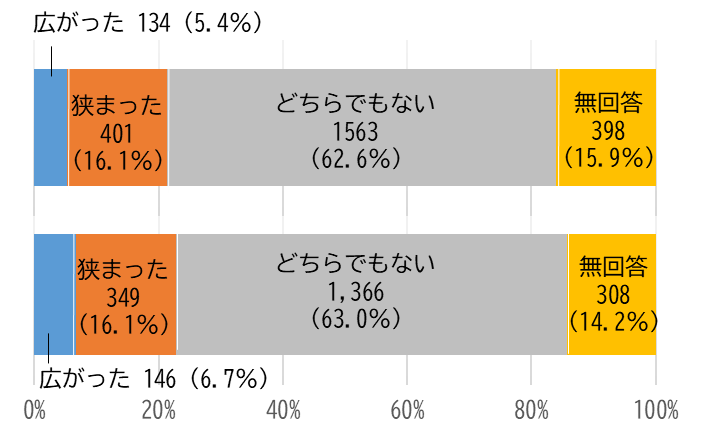 広がった 134 (5.4%)
狭まった
401
(16.1%)
どちらでもない
1563
(62.6%)
無回答
398
(15.9%)
狭まった
349
(16.1%)
どちらでもない
1,366
(63.0%)
無回答
308
(14.2%)
広がった 146 (6.7%)
0% 20% 40% 60% 80% 100%